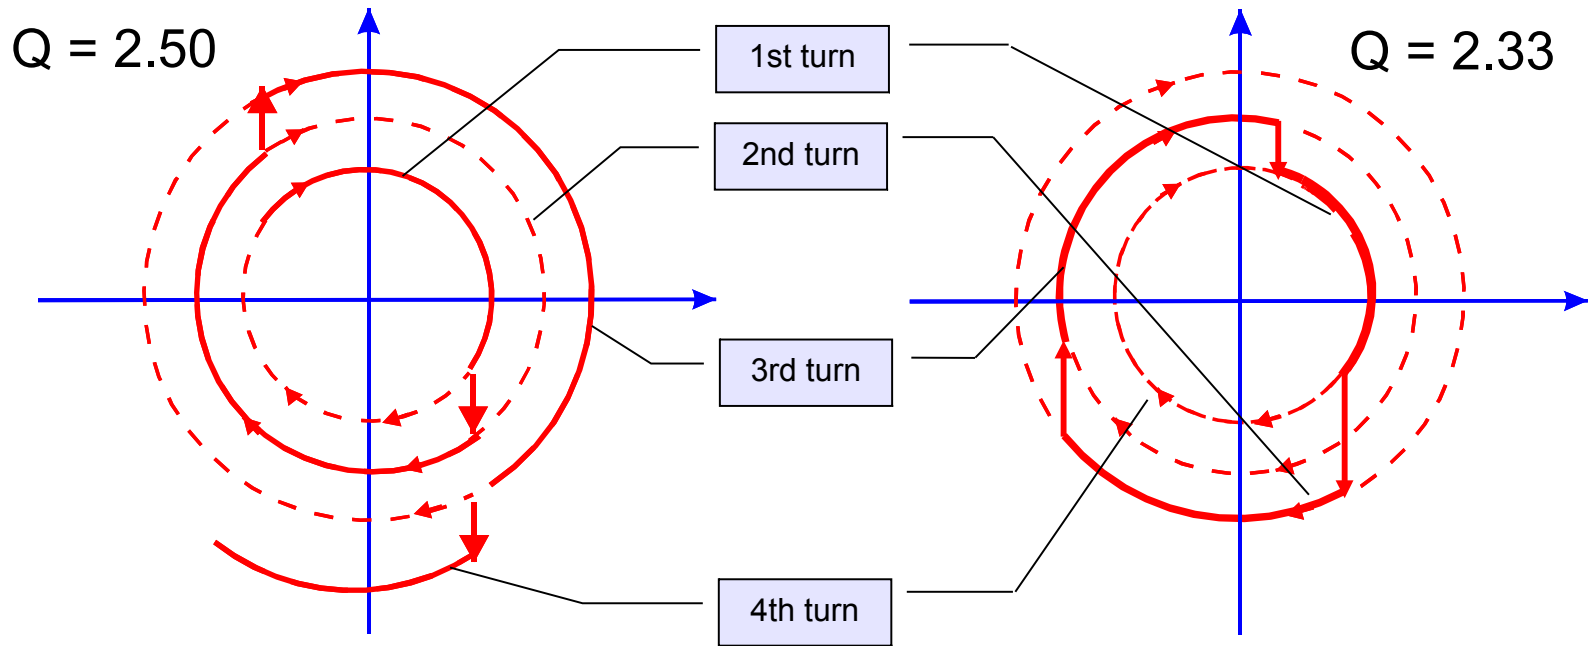 Q = 2.50
1st turn
Q = 2.33
2nd turn
3rd turn
4th turn